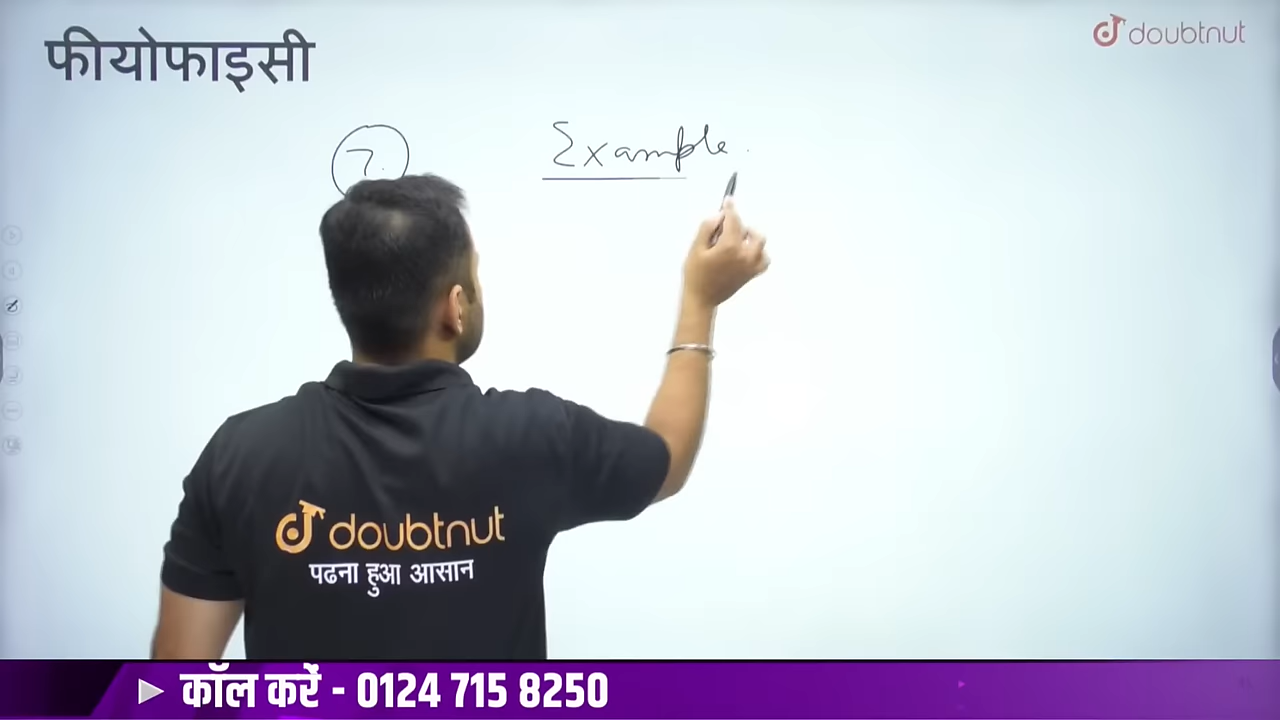 फीयोफाइसी
doubtnut
7.
Example.
doubtnut
पढना हुआ आसान
कॉल करें - 0124 715 8250